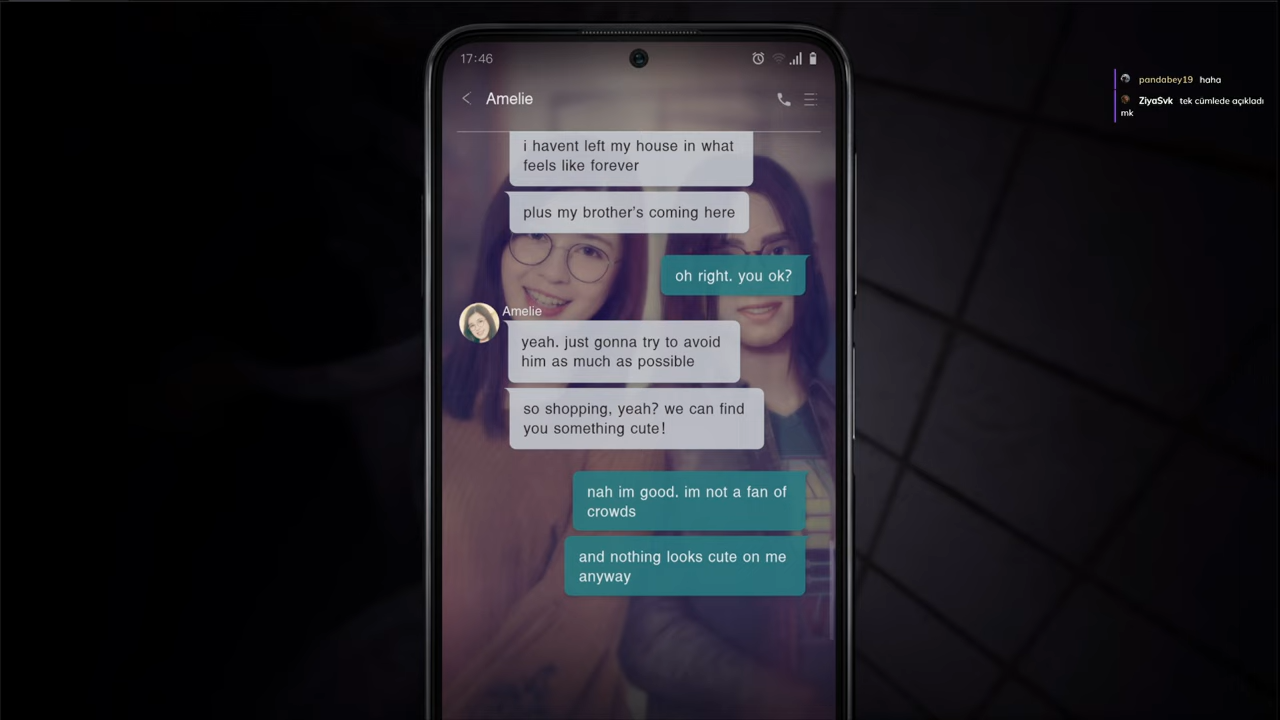 17:46
Amelie
i havent left my house in what
feels like forever
plus my brother's coming here
oh right. you ok?
Amelie
yeah. just gonna try to avoid
him as much as possible
so shopping, yeah? we can find
you something cute!
nah im good. im not a fan of
crowds
and nothing looks cute on me
anyway
pandabey19 haha
ZiyaSvk tek cümlede açıkladı
mk